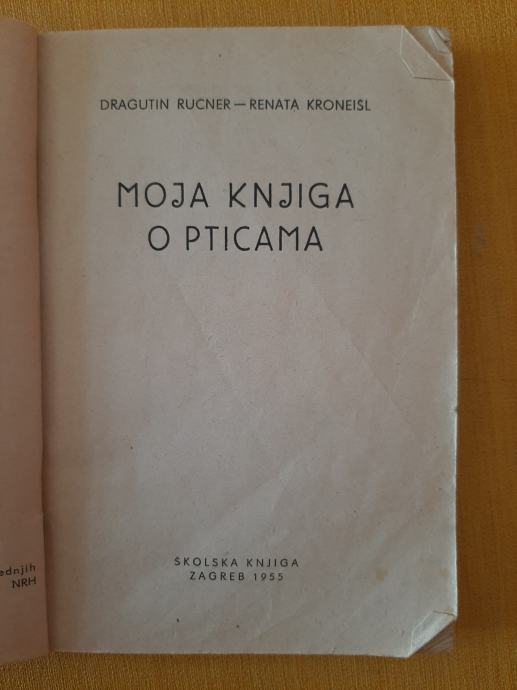 DRAGUTIN RUCNER — RENATA KRONEISL
MOJA KNJIGA
O PTICAMA
ŠKOLSKA KNJIGA
ZAGREB 1955
ednjih
NRH